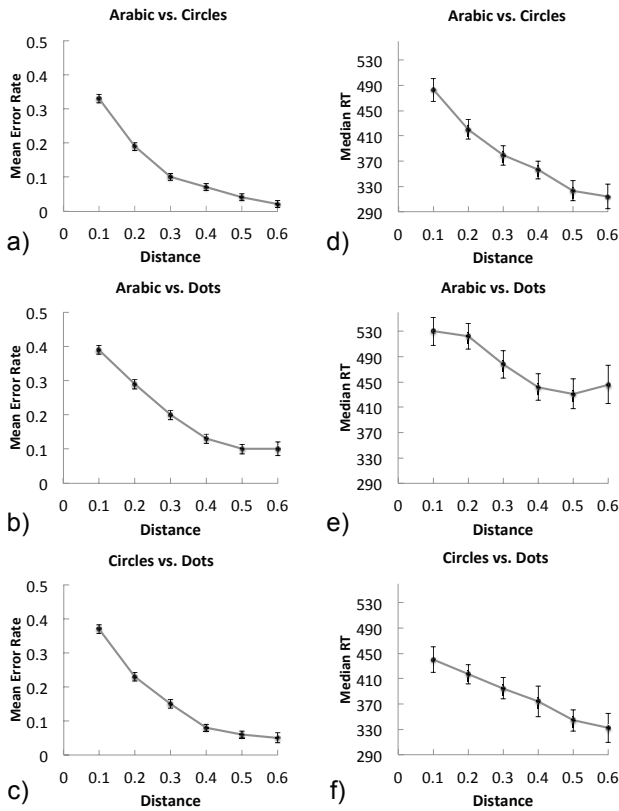 Arabic vs. Circles
Mean Error Rate
0.5
0.4
0.3
0.2
0.1
0
0 0.1 0.2 0.3 0.4 0.5 0.6
Distance
a)
Arabic vs. Circles
Median RT
530
490
450
410
370
330
290
0 0.1 0.2 0.3 0.4 0.5 0.6
Distance
d)
Arabic vs. Dots
Mean Error Rate
0.5
0.4
0.3
0.2
0.1
0
0 0.1 0.2 0.3 0.4 0.5 0.6
Distance
b)
Arabic vs. Dots
Median RT
530
490
450
410
370
330
290
0 0.1 0.2 0.3 0.4 0.5 0.6
Distance
e)
Circles vs. Dots
Mean Error Rate
0.5
0.4
0.3
0.2
0.1
0
0 0.1 0.2 0.3 0.4 0.5 0.6
Distance
c)
Circles vs. Dots
Median RT
530
490
450
410
370
330
290
0 0.1 0.2 0.3 0.4 0.5 0.6
Distance
f)